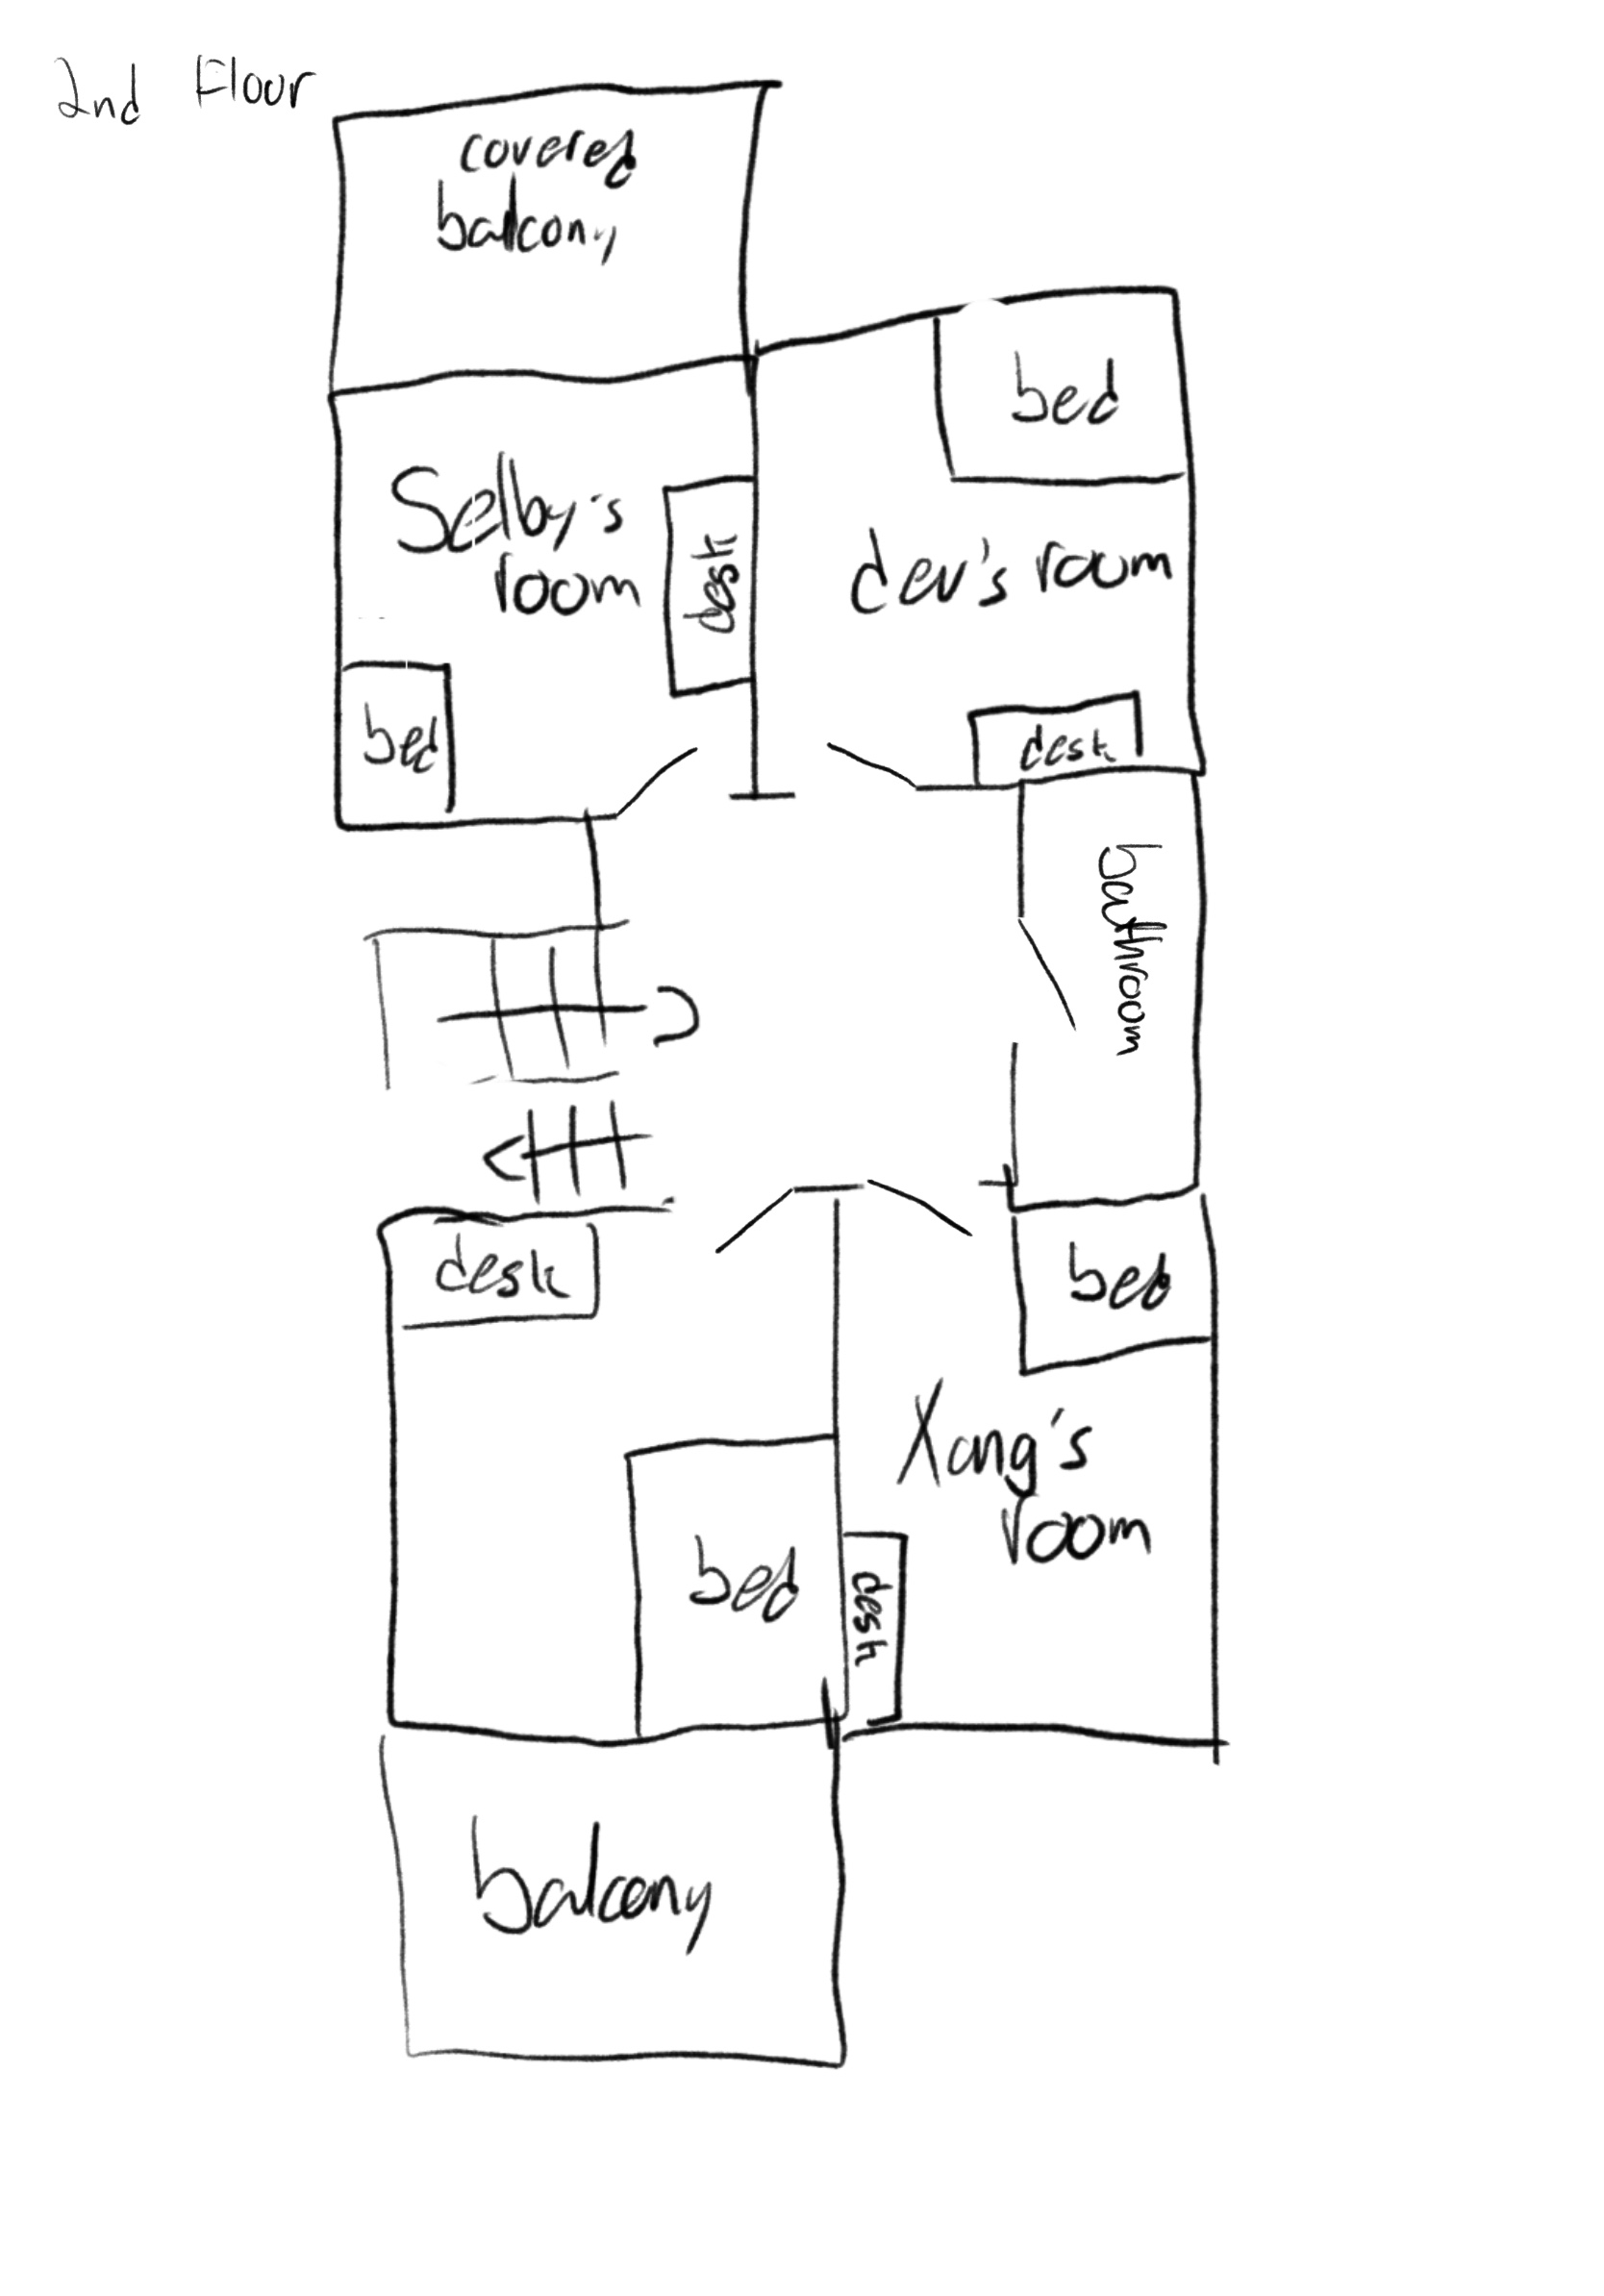 2nd Floor
covered
balcony
bed
Selby's
room
desk
dev's room
bed
desk
bathroom
desk
bed
Xang's
room
bed
desk
balcony